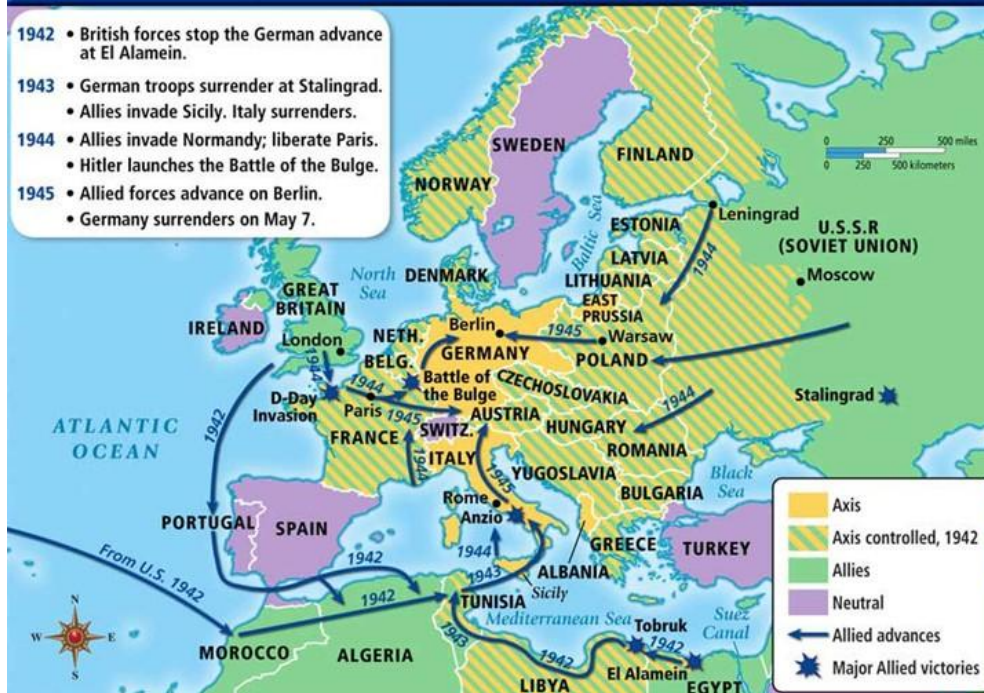 1942 • British forces stop the German advance
at El Alamein.
1943 • German troops surrender at Stalingrad.
• Allies invade Sicily. Italy surrenders.
1944 • Allies invade Normandy; liberate Paris.
• Hitler launches the Battle of the Bulge.
1945 • Allied forces advance on Berlin.
• Germany surrenders on May 7.
0 250 500 miles
0 250 500 kilometers
SWEDEN
FINLAND
NORWAY
Leningrad
ESTONIA
U.S.S.R
(SOVIET UNION)
Baltic Sea
LATVIA
1944
Moscow
North
Sea
DENMARK
LITHUANIA
EAST
PRUSSIA
GREAT
BRITAIN
IRELAND
London
NETH.
Berlin
1945
Warsaw
BELG.
GERMANY
POLAND
1944
D-Day
Invasion
1944
Paris
Battle of
the Bulge
CZECHOSLOVAKIA
1944
Stalingrad
1945
AUSTRIA
ATLANTIC
OCEAN
1942
FRANCE
SWITZ.
HUNGARY
1944
ITALY
ROMANIA
1945
YUGOSLAVIA
Black
Sea
BULGARIA
Rome
Anzio
PORTUGAL
SPAIN
GREECE
TURKEY
From U.S. 1942
1942
1944
ALBANIA
1943
Sicily
1942
TUNISIA
Mediterranean Sea
Suez
Canal
Tobruk
MOROCCO
ALGERIA
1943
1942
1942
El Alamein
LIBYA
EGYPT
N
W E
S
Axis
Axis controlled, 1942
Allies
Neutral
Allied advances
Major Allied victories